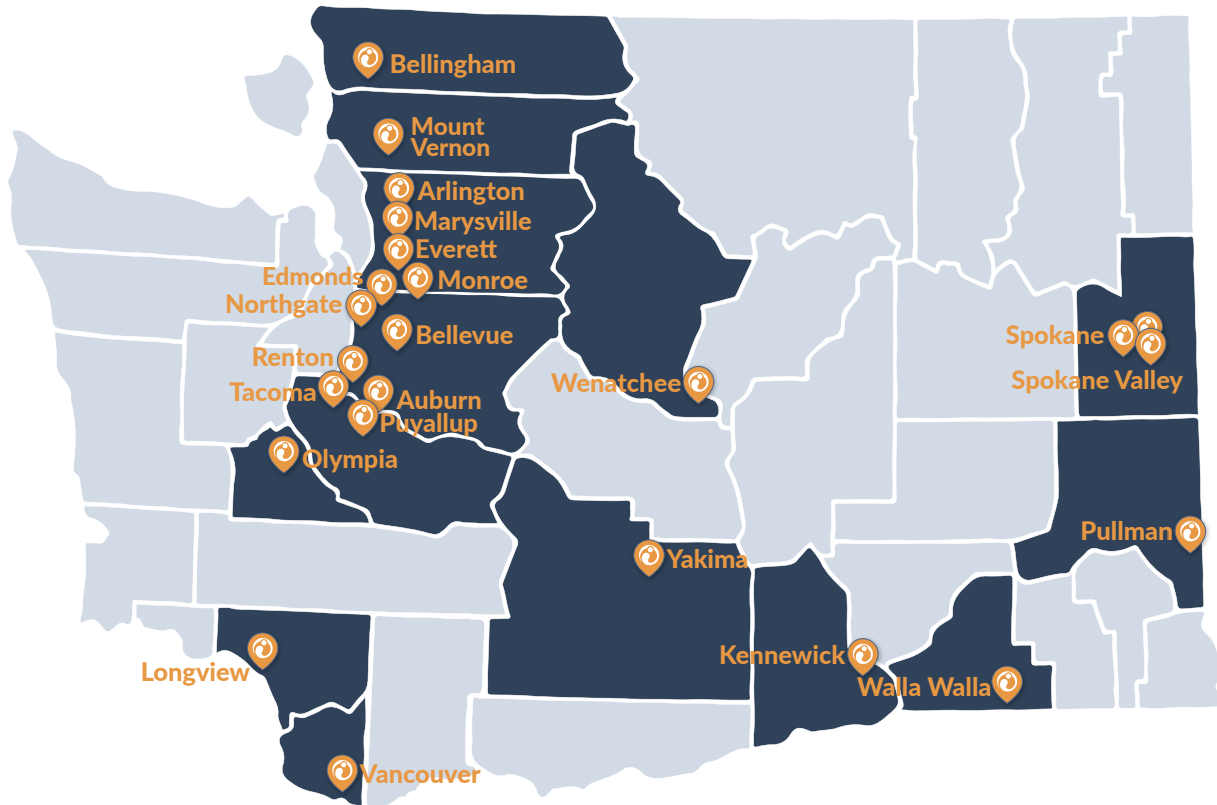 Bellingham
Mount
Vernon
Arlington
Marysville
Everett
Edmonds
Monroe
Northgate
Bellevue
Spokane
Renton
Spokane Valley
Wenatchee
Tacoma
Auburn
Puyallup
Olympia
Pullman
Yakima
Kennewick
Longview
Walla Walla
Vancouver